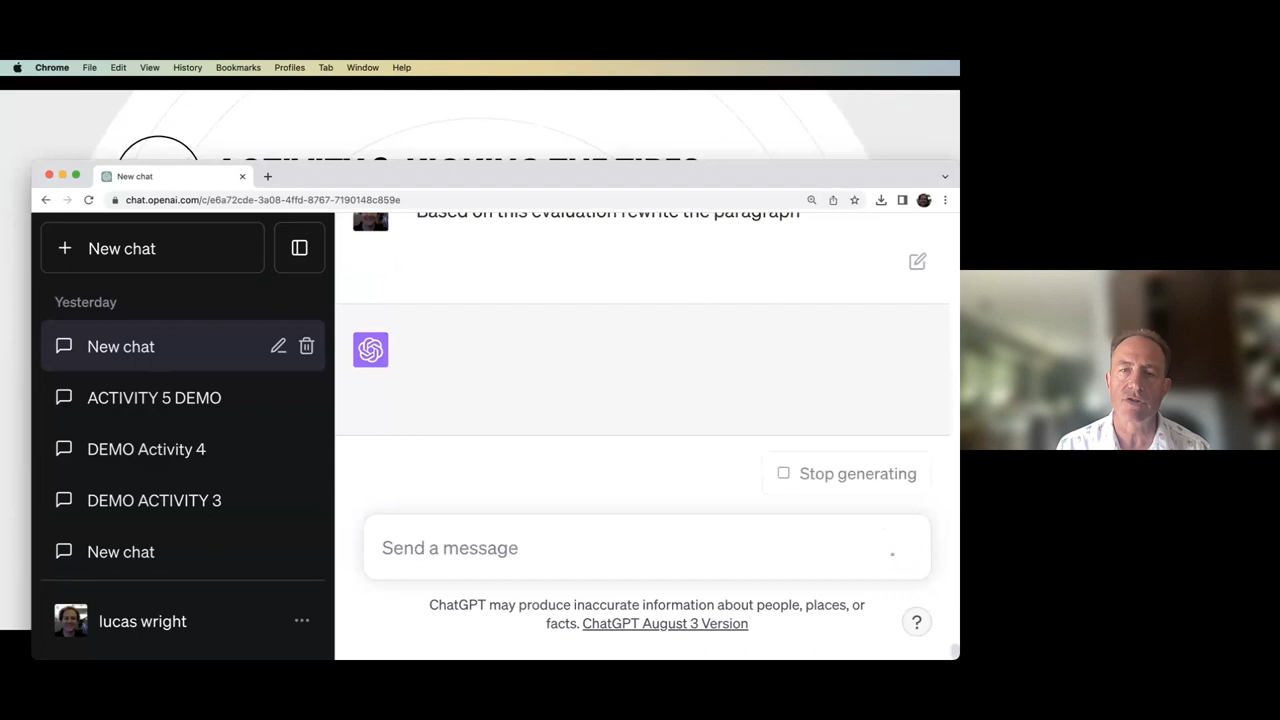 Chrome File Edit View History Bookmarks Profiles Tab Window Help
New chat
chat.openai.com/c/e6a72cde-3a08-4ffd-8767-7190148c859e
New chat
Yesterday
New chat
ACTIVITY 5 DEMO
DEMO Activity 4
DEMO ACTIVITY 3
New chat
lucas wright
Based on this evaluation rewrite the paragraph
Stop generating
Send a message
ChatGPT may produce inaccurate information about people, places, or
facts. ChatGPT August 3 Version
?